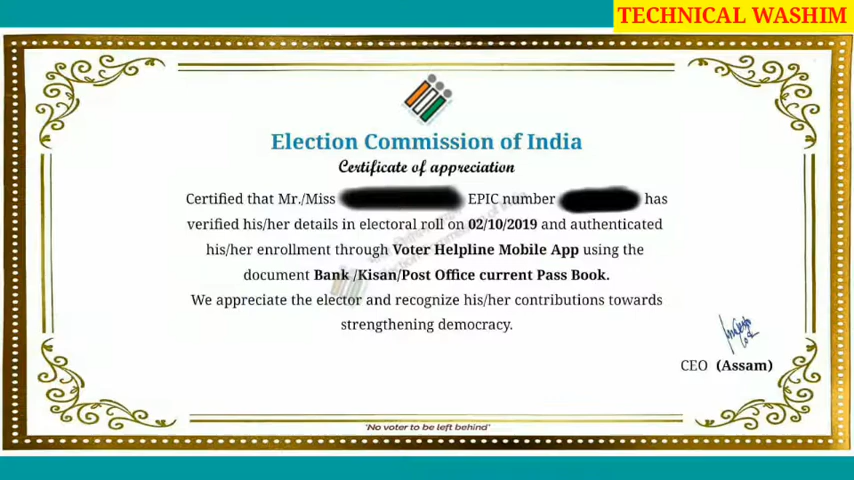 TECHNICAL WASHIM
Election Commission of India
Certificate of appreciation
Certified that Mr./Miss EPIC number has
verified his/her details in electoral roll on 02/10/2019 and authenticated
his/her enrollment through Voter Helpline Mobile App using the
document Bank /Kisan/Post Office current Pass Book.
We appreciate the elector and recognize his/her contributions towards
strengthening democracy.
CEO (Assam)
"No voter to be left behind"